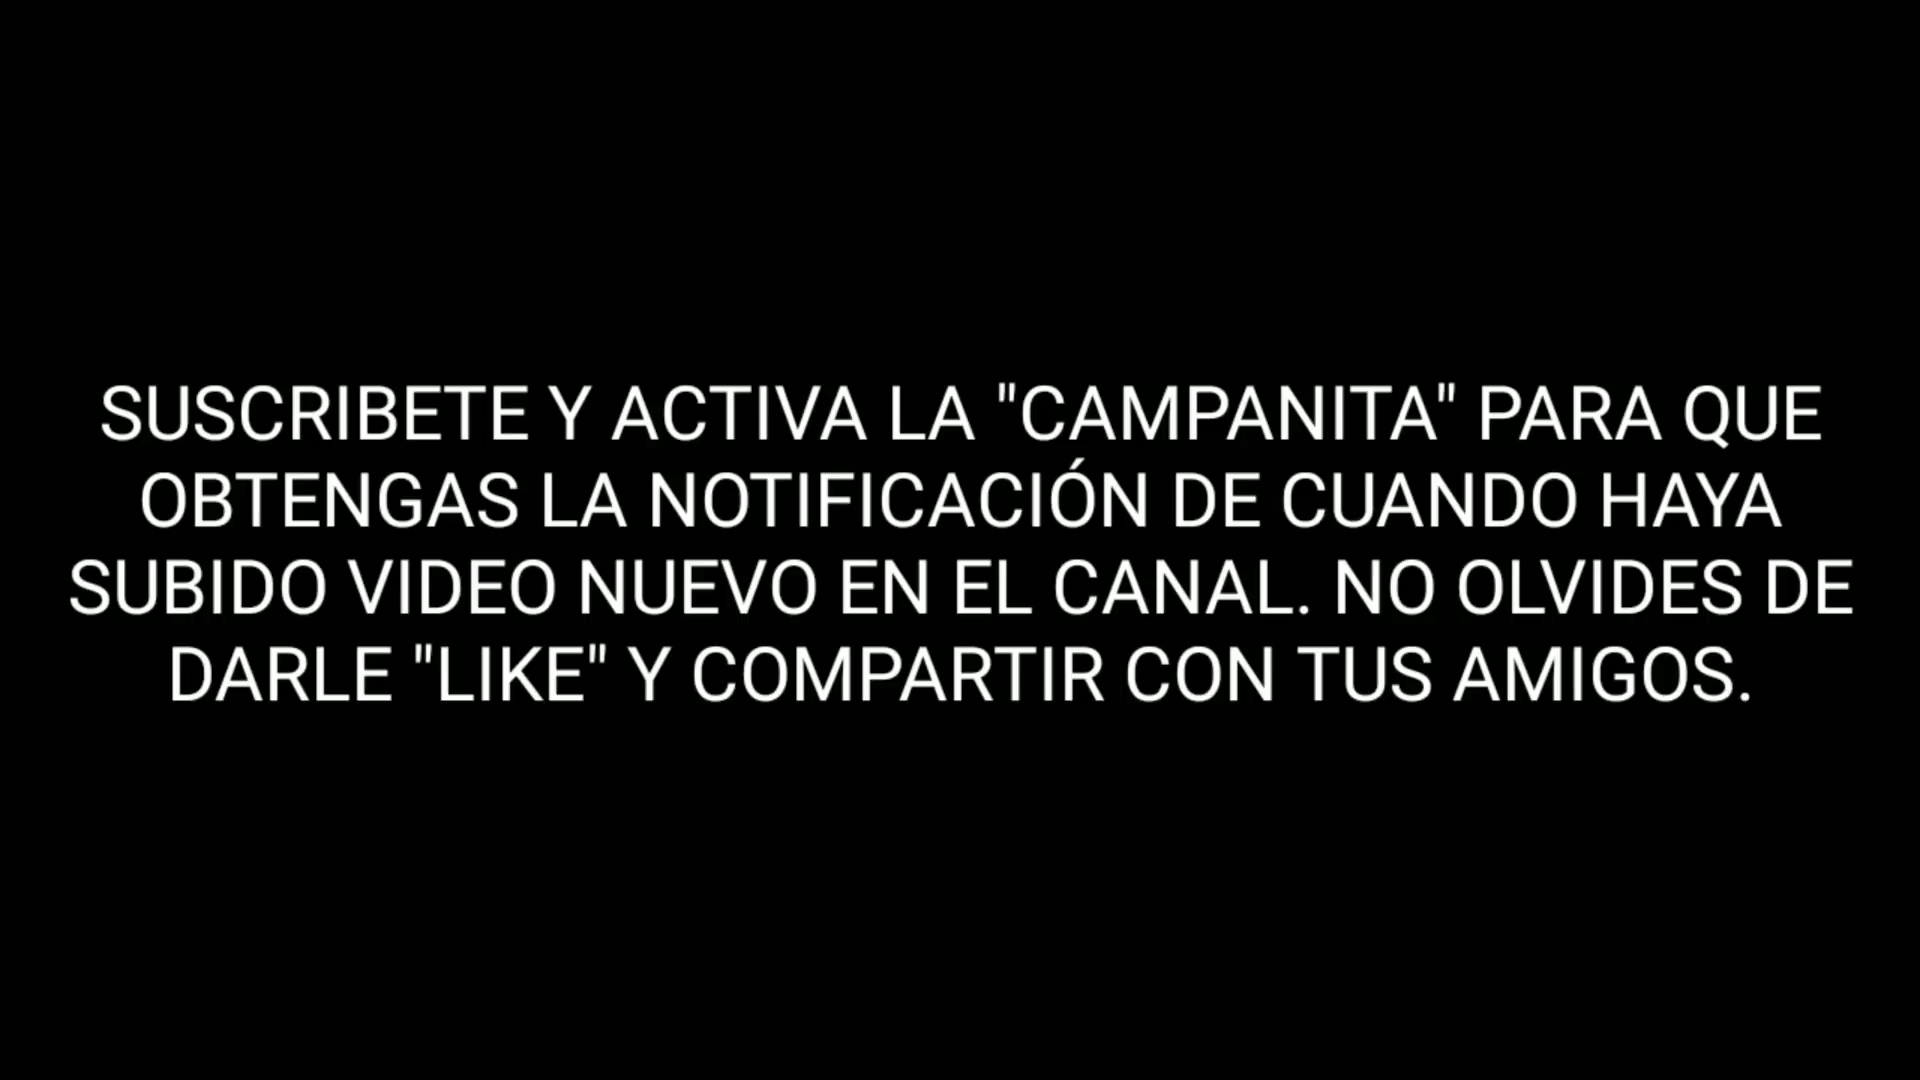 SUSCRIBETE Y ACTIVA LA "CAMPANITA" PARA QUE
OBTENGAS LA NOTIFICACIÓN DE CUANDO HAYA
SUBIDO VIDEO NUEVO EN EL CANAL. NO OLVIDES DE
DARLE "LIKE" Y COMPARTIR CON TUS AMIGOS.